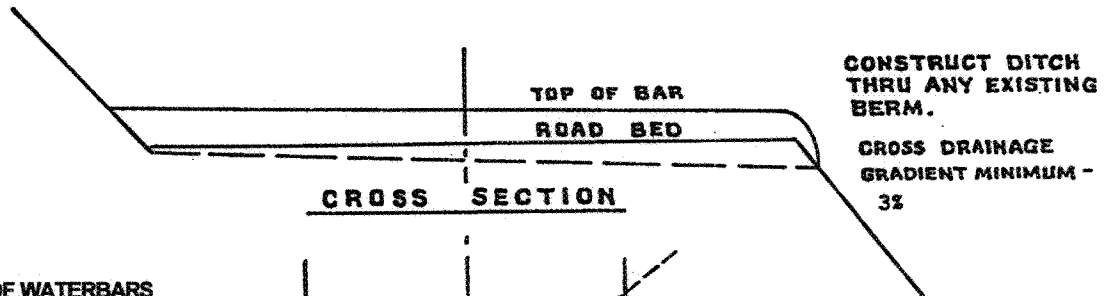 TOP OF BAR
ROAD BED
CROSS SECTION
CONSTRUCT DITCH
THRU ANY EXISTING
BERM.
CROSS DRAINAGE
GRADIENT MINIMUM -
3%
OF WATERBARS